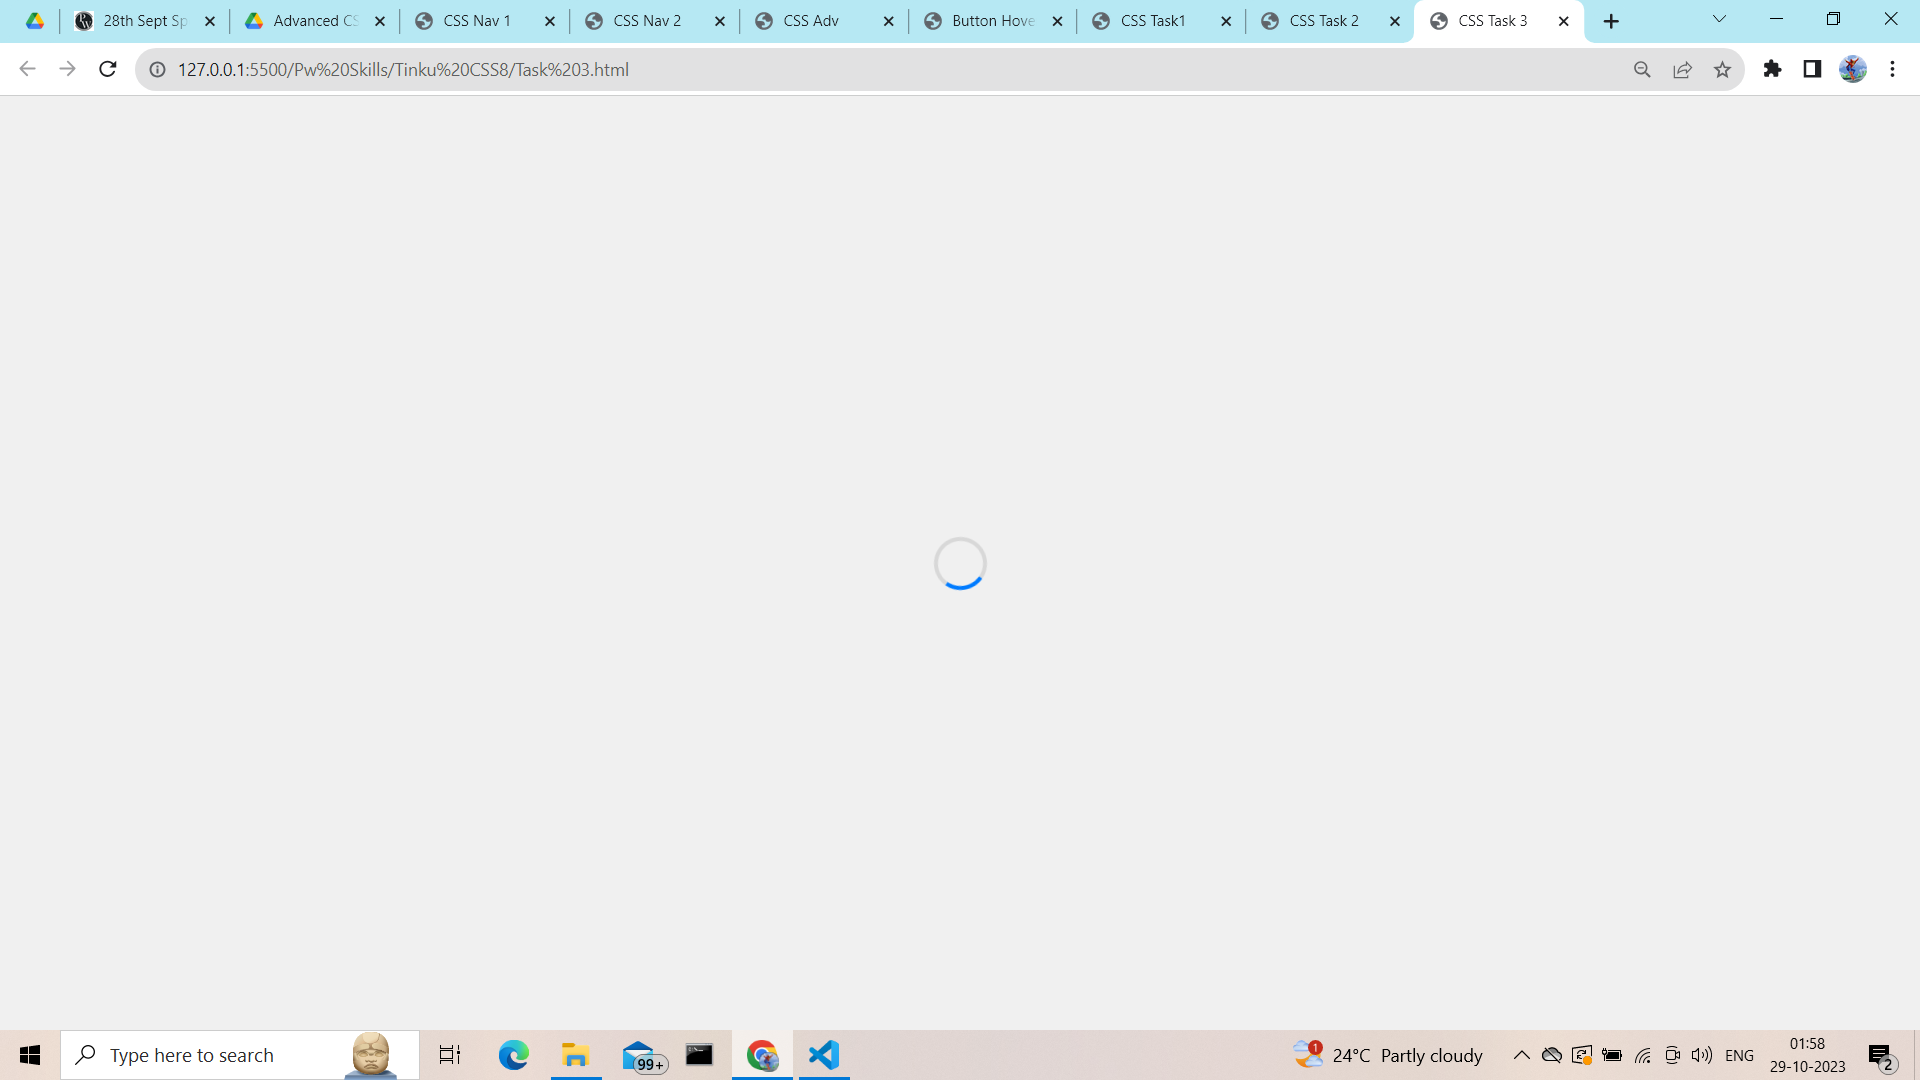 28th Sept Sp
Advanced CS
CSS Nav 1
CSS Nav 2
CSS Adv
Button Hove
CSS Task1
CSS Task 2
CSS Task 3
127.0.0.1:5500/Pw%20Skills/Tinku%20CSS8/Task%203.html
Type here to search
99+
1
24°C Partly cloudy
ENG
01:58
29-10-2023
2